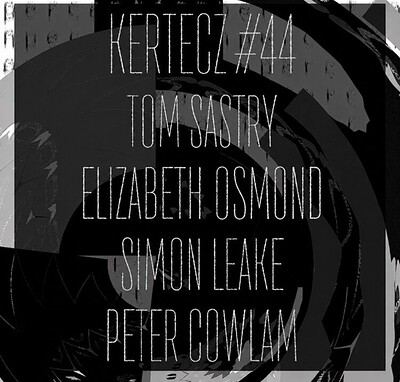 KERTECZ #44
TOM SASTRY
ELIZABETH OSMOND
SIMON LEAKE
PETER COWLAM